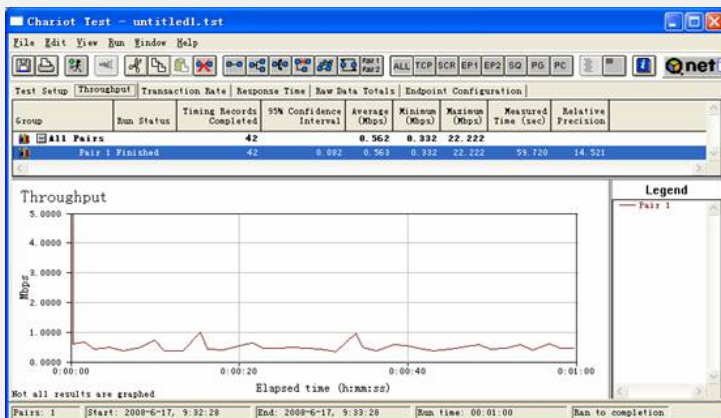 Chariot Test - untitled1.tst
File Edit View Run Window Help
Pair 1
Pair 2
ALL TCP SCR EP1 EP2 SQ PG PC
net
Test Setup Throughput Transaction Rate Response Time Raw Data Totals Endpoint Configuration
Group Run Status Timing Records Completed 95% Confidence Interval Average (Mbps) Minimum (Mbps) Maximum (Mbps) Measured Time (sec) Relative Precision
All Pairs 42 0.562 0.332 22.222
Pair 1 Finished 42 0.082 0.563 0.332 22.222 59.720 14.521
Throughput
Legend
Pair 1
5.0000
4.0000
3.0000
2.0000
1.0000
0.0000
Mbps
0:00:00 0:00:20 0:00:40 0:01:00
Elapsed time (h:mm:ss)
Not all results are graphed
Pairs: 1 Start: 2008-6-17, 9:32:28 End: 2008-6-17, 9:33:28 Run time: 00:01:00 Ran to completion